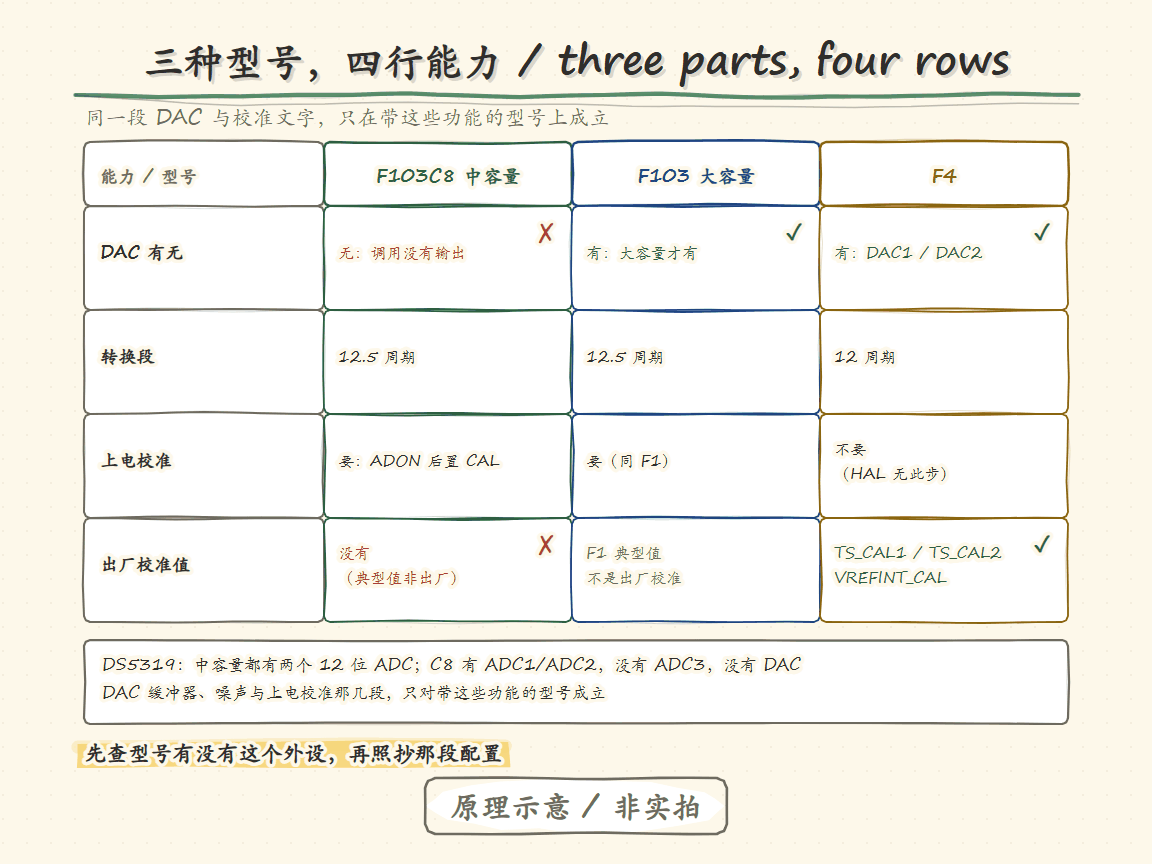 三种型号，四行能力 / three parts, four rows
同一段 DAC 与校准文字，只在带这些功能的型号上成立
能力 / 型号
F103C8 中容量
F103 大容量
F4
DAC 有无
无：调用没有输出
✗
有：大容量才有
✓
有：DAC1 / DAC2
✓
转换段
12.5 周期
12.5 周期
12 周期
上电校准
要：ADON 后置 CAL
要（同 F1）
不要
（HAL 无此步）
出厂校准值
没有
（典型值非出厂）
✗
F1 典型值
不是出厂校准
TS_CAL1 / TS_CAL2
VREFINT_CAL
✓
DS5319：中容量都有两个 12 位 ADC；C8 有 ADC1/ADC2，没有 ADC3，没有 DAC
DAC 缓冲器、噪声与上电校准那几段，只对带这些功能的型号成立
先查型号有没有这个外设，再照抄那段配置
原理示意 / 非实拍